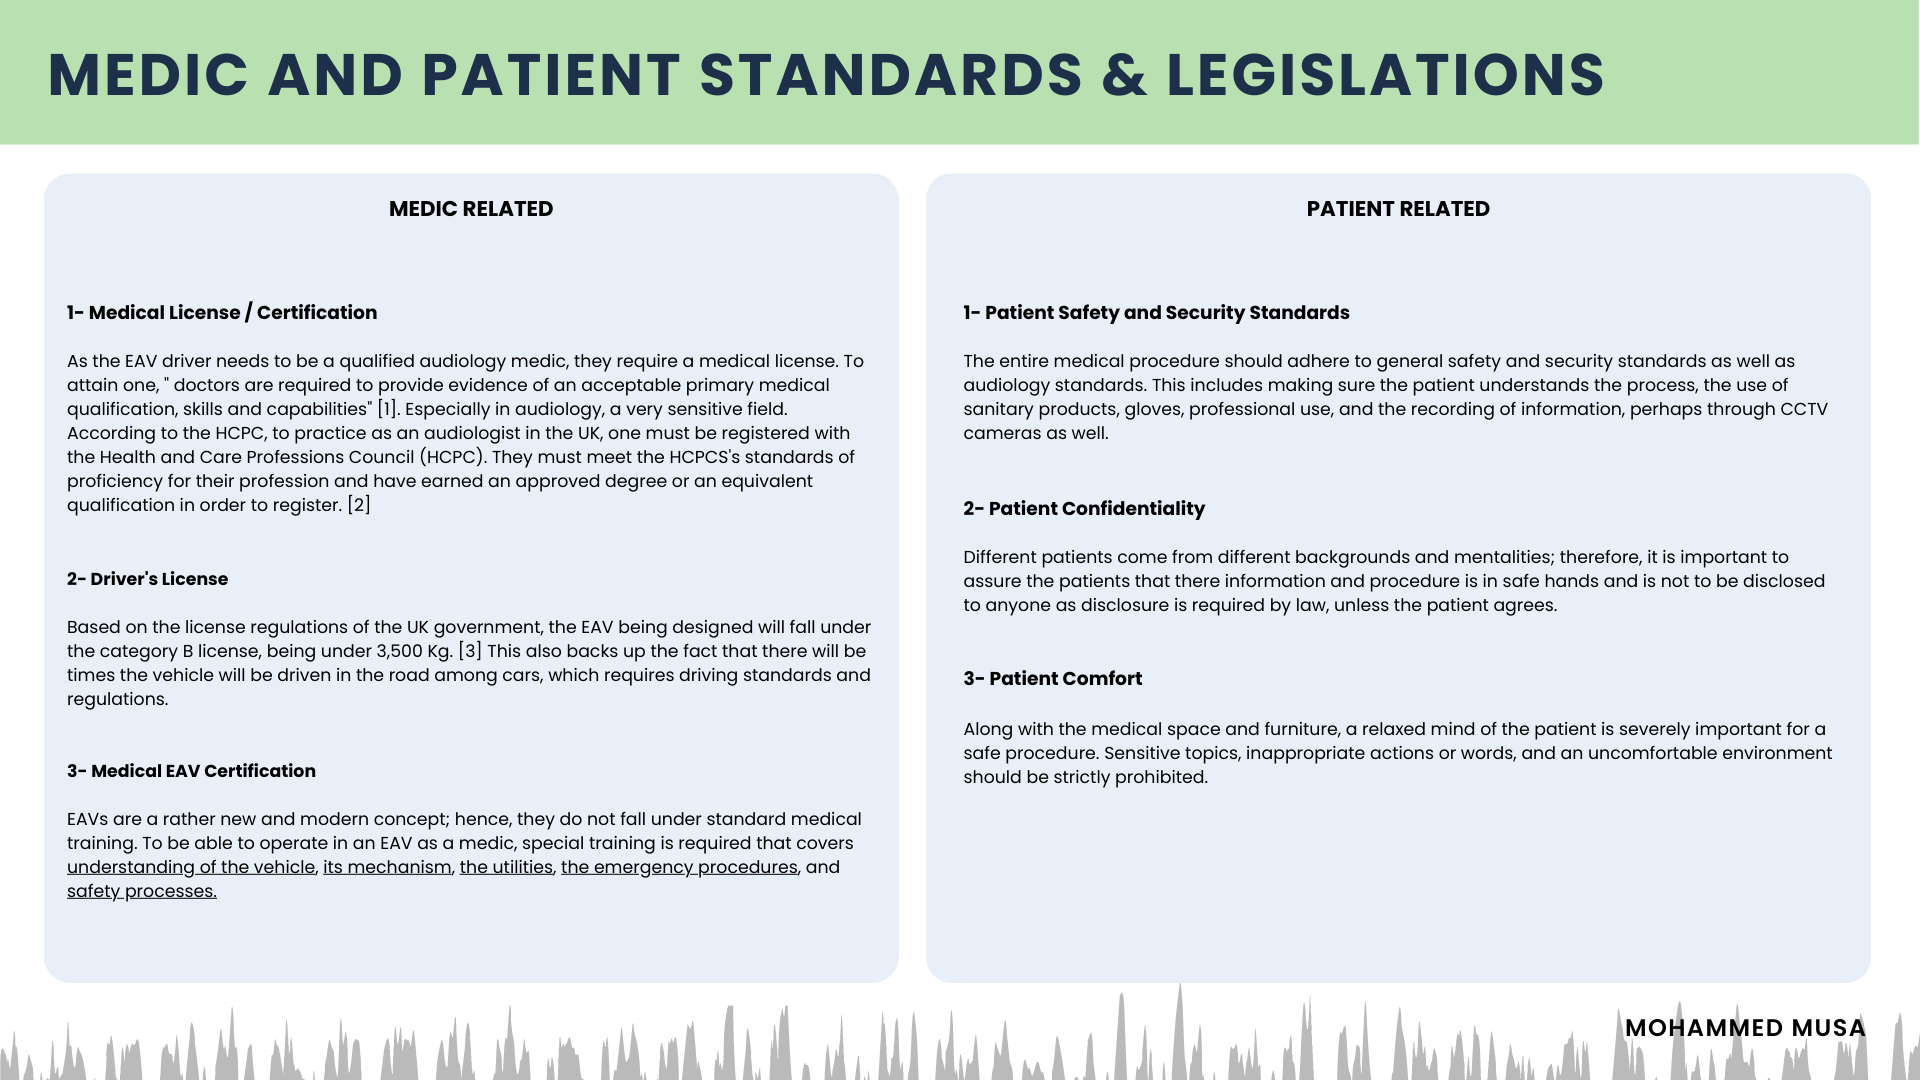 MEDIC AND PATIENT STANDARDS & LEGISLATIONS
MEDIC RELATED
1- Medical License / Certification
As the EAV driver needs to be a qualified audiology medic, they require a medical license. To
attain one, " doctors are required to provide evidence of an acceptable primary medical
qualification, skills and capabilities" [1]. Especially in audiology, a very sensitive field.
According to the HCPC, to practice as an audiologist in the UK, one must be registered with
the Health and Care Professions Council (HCPC). They must meet the HCPCS's standards of
proficiency for their profession and have earned an approved degree or an equivalent
qualification in order to register. [2]
2- Driver's License
Based on the license regulations of the UK government, the EAV being designed will fall under
the category B license, being under 3,500 Kg. [3] This also backs up the fact that there will be
times the vehicle will be driven in the road among cars, which requires driving standards and
regulations.
3- Medical EAV Certification
EAVs are a rather new and modern concept; hence, they do not fall under standard medical
training. To be able to operate in an EAV as a medic, special training is required that covers
understanding of the vehicle, its mechanism, the utilities, the emergency procedures, and
safety processes.
PATIENT RELATED
1- Patient Safety and Security Standards
The entire medical procedure should adhere to general safety and security standards as well as
audiology standards. This includes making sure the patient understands the process, the use of
sanitary products, gloves, professional use, and the recording of information, perhaps through CCTV
cameras as well.
2- Patient Confidentiality
Different patients come from different backgrounds and mentalities; therefore, it is important to
assure the patients that there information and procedure is in safe hands and is not to be disclosed
to anyone as disclosure is required by law, unless the patient agrees.
3- Patient Comfort
Along with the medical space and furniture, a relaxed mind of the patient is severely important for a
safe procedure. Sensitive topics, inappropriate actions or words, and an uncomfortable environment
should be strictly prohibited.
MOHAMMED MUSA